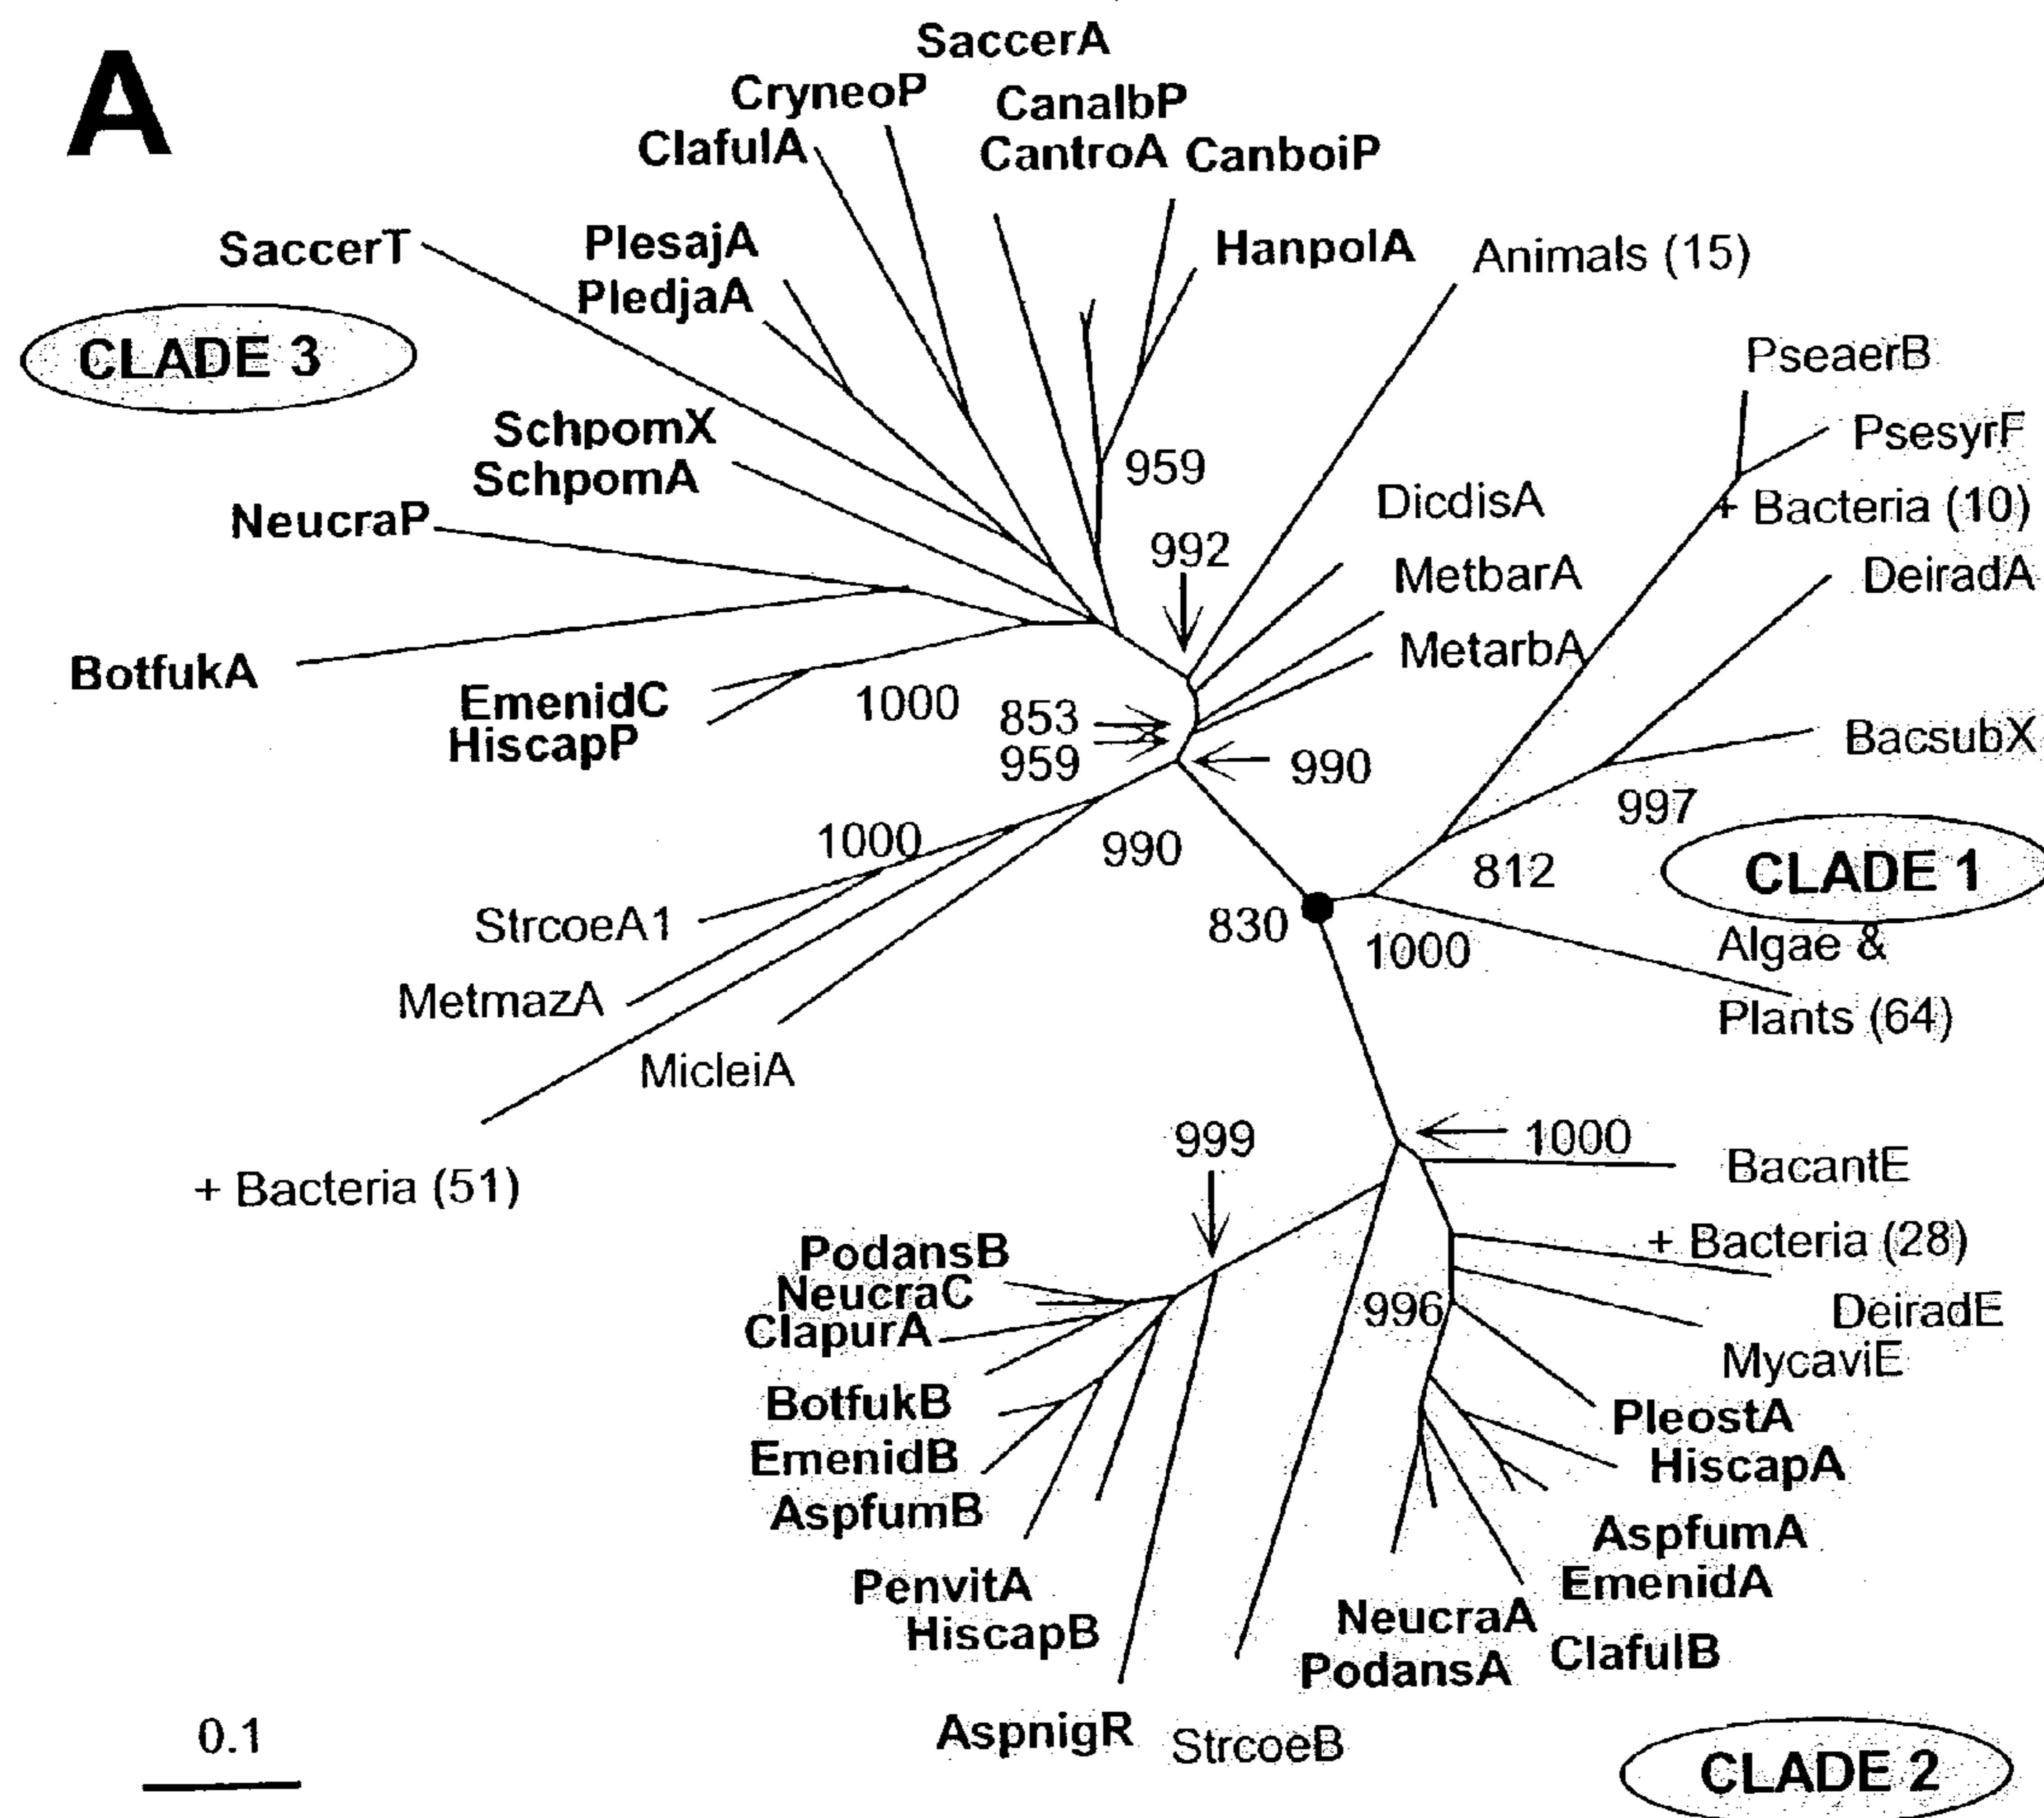 A
SaccerA
CryneoP
CanalbP
ClafulA
CantroA CanboiP
SaccerT
PlesajA
HanpolA
Animals (15)
PledjaA
CLADE 3
PseaerB
SchpomX
PsesyrF
SchpomA
959
NeucraP
DicdisA
+ Bacteria (10)
992
MetbarA
DeiradA
BotfukA
MetarbA
EmenidC
1000
853
HiscapP
959
990
BacsubX
997
1000
990
812
CLADE 1
StrcoeA1
830
1000
Algae &
MetmazA
Plants (64)
MicleiA
999
1000
BacantE
+ Bacteria (51)
PodansB
+ Bacteria (28)
NeucraC
996
DeiradE
ClapurA
MycaviE
BotfukB
PleostA
EmenidB
HiscapA
AspfumB
AspfumA
PenvitA
EmenidA
HiscapB
NeucraA
ClafulB
PodansA
AspnigR
StrcoeB
0.1
CLADE 2